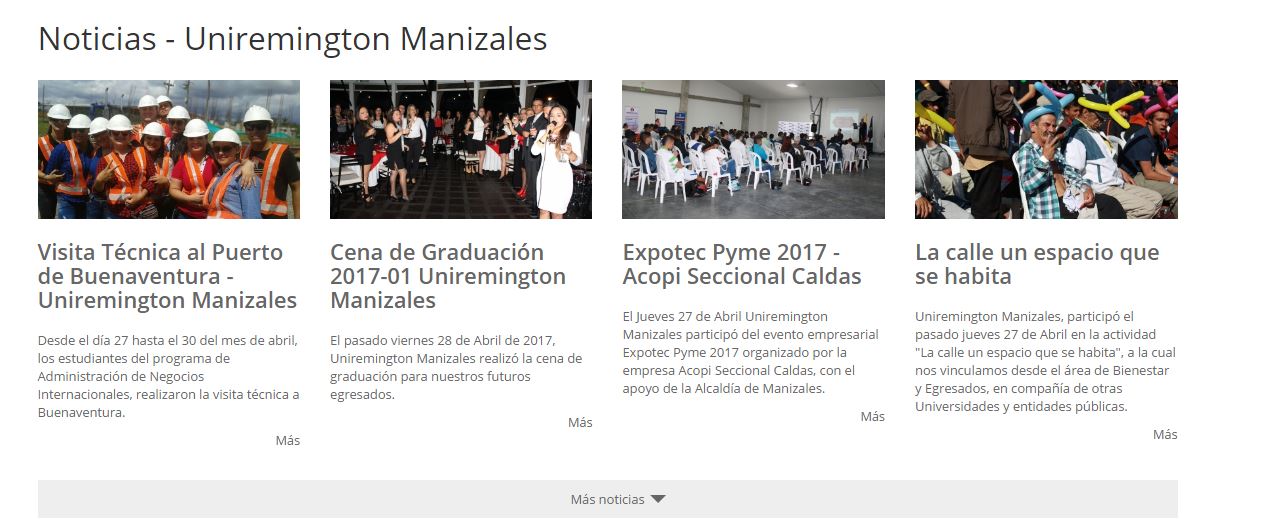 Noticias - Uniremington Manizales
Visita Técnica al Puerto
de Buenaventura -
Uniremington Manizales
Desde el día 27 hasta el 30 del mes de abril,
los estudiantes del programa de
Administración de Negocios
Internacionales, realizaron la visita técnica a
Buenaventura.
Más
Cena de Graduación
2017-01 Uniremington
Manizales
El pasado viernes 28 de Abril de 2017,
Uniremington Manizales realizó la cena de
graduación para nuestros futuros
egresados.
Más
Expotec Pyme 2017 -
Acopi Seccional Caldas
El Jueves 27 de Abril Uniremington
Manizales participó del evento empresarial
Expotec Pyme 2017 organizado por la
empresa Acopi Seccional Caldas, con el
apoyo de la Alcaldía de Manizales.
Más
La calle un espacio que
se habita
Uniremington Manizales, participó el
pasado jueves 27 de Abril en la actividad
"La calle un espacio que se habita", a la cual
nos vinculamos desde el área de Bienestar
y Egresados, en compañía de otras
Universidades y entidades públicas.
Más
Más noticias